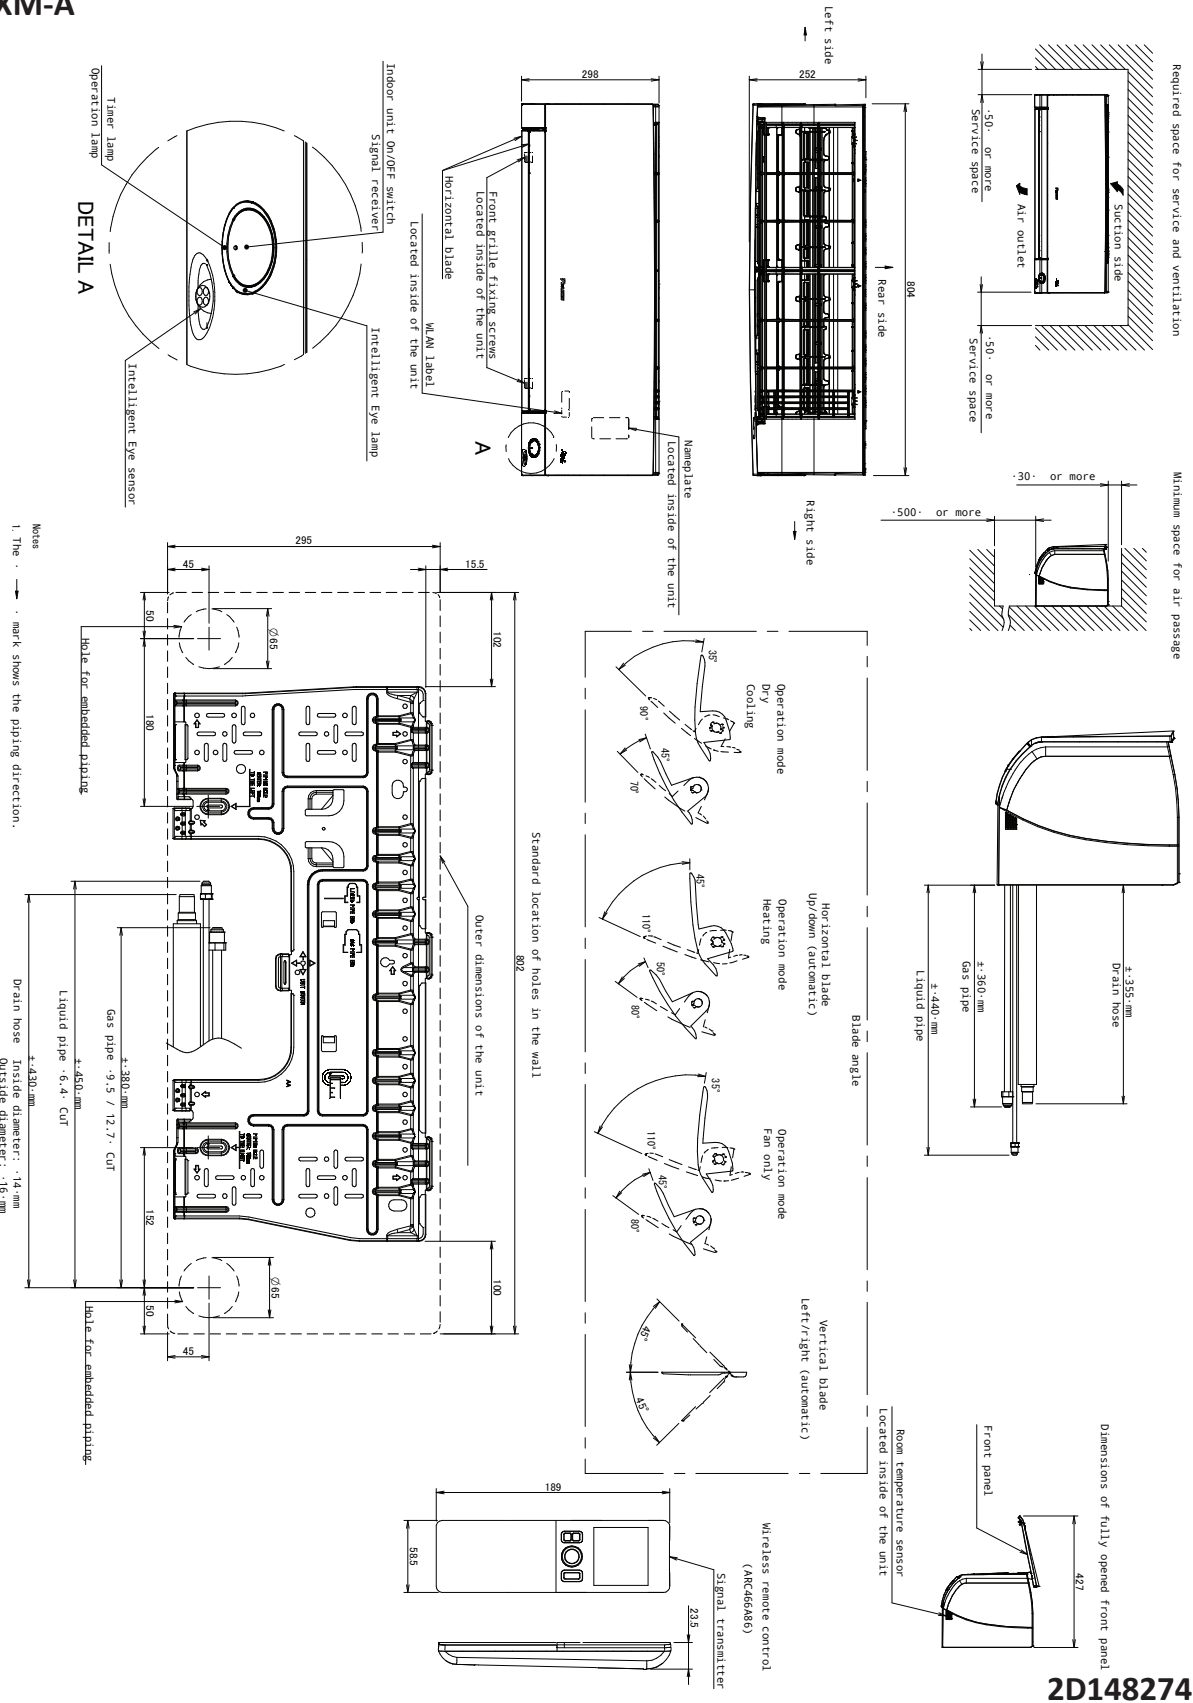 XM-A
Required space for service and ventilation
·50· or more
Service space
Suction side
Air outlet
·50· or more
Service space
Minimum space for air passage
·30· or more
·500· or more
Left side
252
804
Rear side
Right side
298
Horizontal blade
Front grille fixing screws
Located inside of the unit
WLAN label
Located inside of the unit
A
Nameplate
Located inside of the unit
Indoor unit On/OFF switch
Signal receiver
Timer lamp
Operation lamp
Intelligent Eye lamp
Intelligent Eye sensor
DETAIL A
±·355·mm
Drain hose
±·360·mm
Gas pipe
±·440·mm
Liquid pipe
Blade angle
Horizontal blade
Up/down (automatic)
Operation mode
Dry
Cooling
35°
90°
45°
70°
Operation mode
Heating
45°
110°
50°
80°
Operation mode
Fan only
35°
110°
45°
80°
Vertical blade
Left/right (automatic)
45°
45°
Standard location of holes in the wall
802
Outer dimensions of the unit
295
45
15.5
50
102
Ø65
180
Hole for embedded piping
152
100
Ø65
50
45
Hole for embedded piping
±·380·mm
Gas pipe ·9.5 / 12.7· CuT
±·450·mm
Liquid pipe ·6.4· CuT
±·430·mm
Drain hose Inside diameter: ·14·mm
Outside diameter: ·16·mm
Notes
1. The · → · mark shows the piping direction.
Dimensions of fully opened front panel
427
Front panel
Room temperature sensor
Located inside of the unit
Wireless remote control
(ARC466A86)
Signal transmitter
189
58.5
23.5
2D148274